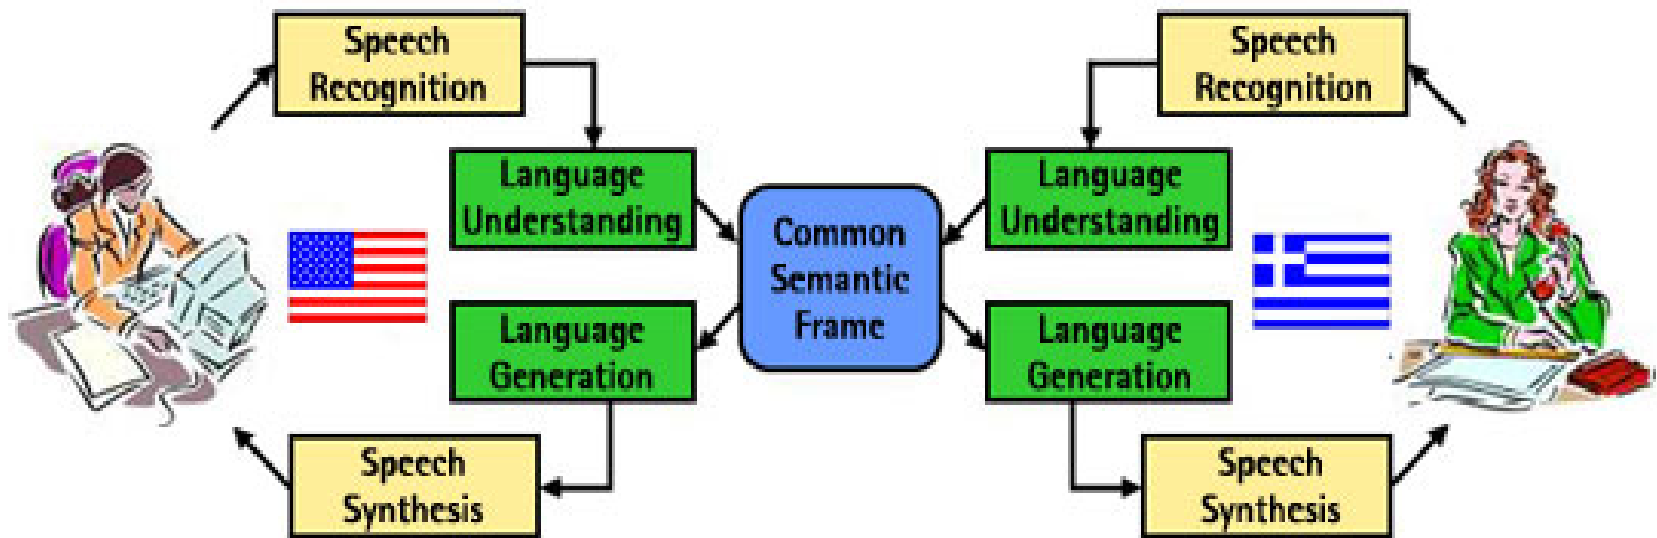 Speech
Recognition
Speech
Recognition
Language
Understanding
Language
Understanding
Common
Semantic
Frame
Language
Generation
Language
Generation
Speech
Synthesis
Speech
Synthesis